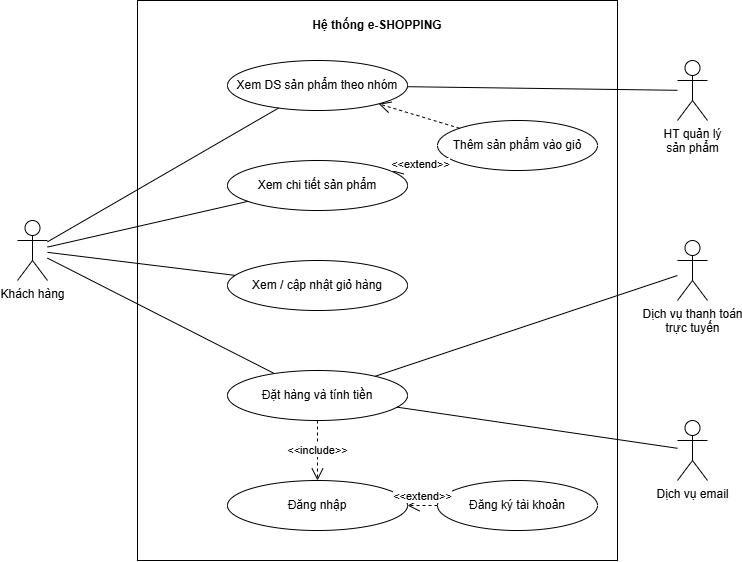 Hệ thống e-SHOPPING
Xem DS sản phẩm theo nhóm
HT quản lý
sản phẩm
Thêm sản phẩm vào giỏ
<<extend>>
Xem chi tiết sản phẩm
Khách hàng
Xem / cập nhật giỏ hàng
Dịch vụ thanh toán
trực tuyến
Đặt hàng và tính tiền
<<include>>
Dịch vụ email
Đăng nhập
<<extend>>
Đăng ký tài khoản